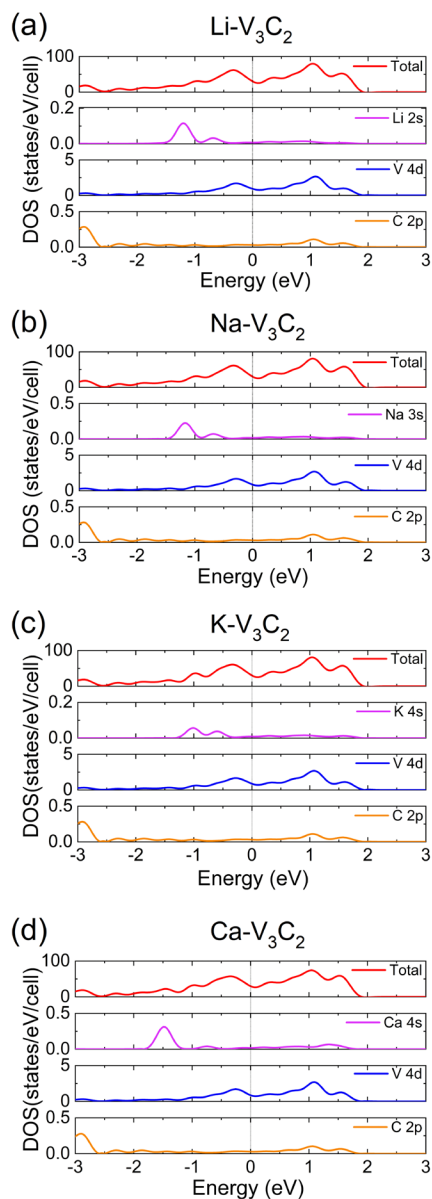 (a)
Li-V₃C₂
DOS (states/eV/cell)
100
50
0
Total
0.2
0.0
Li 2s
5
0
V 4d
0.5
0.0
C 2p
-3 -2 -1 0 1 2 3
Energy (eV)
(b)
Na-V₃C₂
DOS (states/eV/cell)
100
50
0
Total
0.5
0.0
Na 3s
5
0
V 4d
0.5
0.0
C 2p
-3 -2 -1 0 1 2 3
Energy (eV)
(c)
K-V₃C₂
DOS(states/eV/cell)
100
50
0
Total
0.2
0.0
K 4s
5
0
V 4d
0.5
0.0
C 2p
-3 -2 -1 0 1 2 3
Energy (eV)
(d)
Ca-V₃C₂
DOS(states/eV/cell)
100
50
0
Total
0.5
0.0
Ca 4s
5
0
V 4d
0.5
0.0
C 2p
-3 -2 -1 0 1 2 3
Energy (eV)